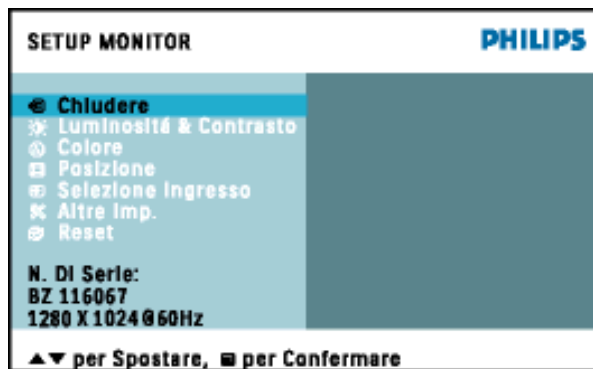 SETUP MONITOR
PHILIPS
Chiudere
Luminositá & Contrasto
Colore
Posizione
Selezione Ingresso
Altre Imp.
Reset
N. Di Serie:
BZ 116067
1280 X 1024@60Hz
▲▼ per Spostare, per Confermare